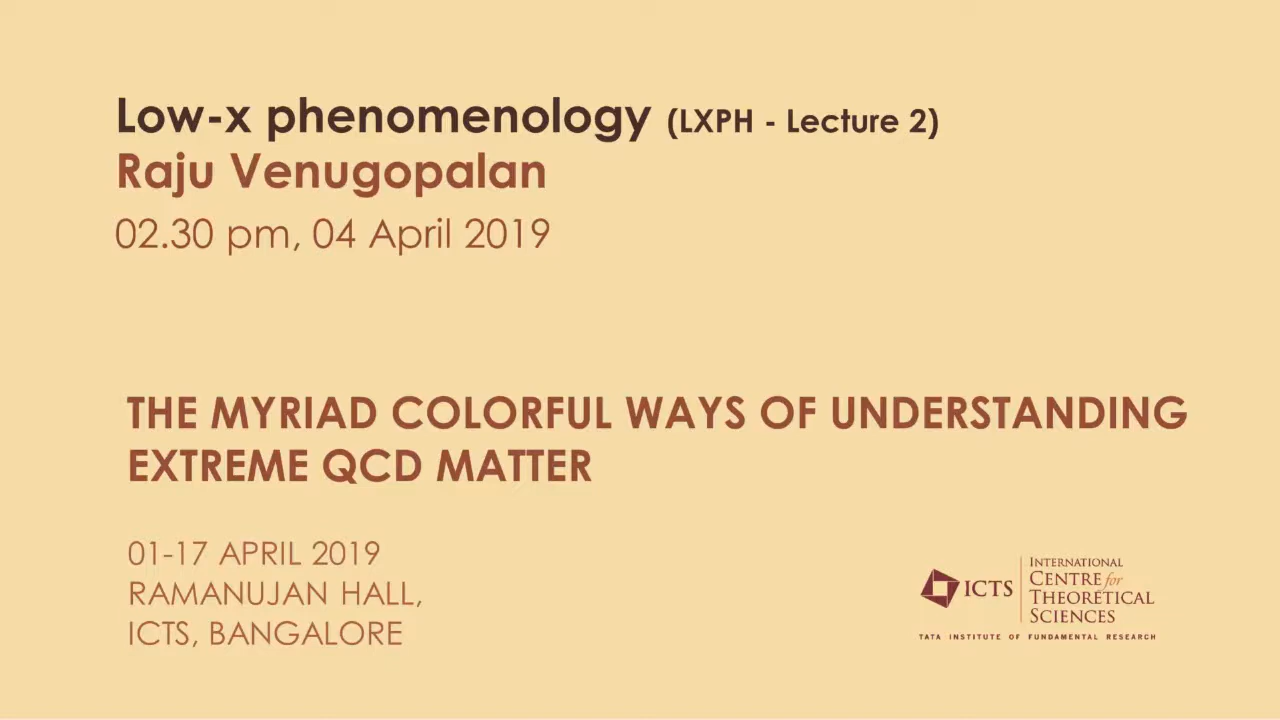 Low-x phenomenology (LXPH - Lecture 2)
Raju Venugopalan
02.30 pm, 04 April 2019
THE MYRIAD COLORFUL WAYS OF UNDERSTANDING
EXTREME QCD MATTER
01-17 APRIL 2019
RAMANUJAN HALL,
ICTS, BANGALORE
ICTS
INTERNATIONAL
CENTRE for
THEORETICAL
SCIENCES
TATA INSTITUTE OF FUNDAMENTAL RESEARCH